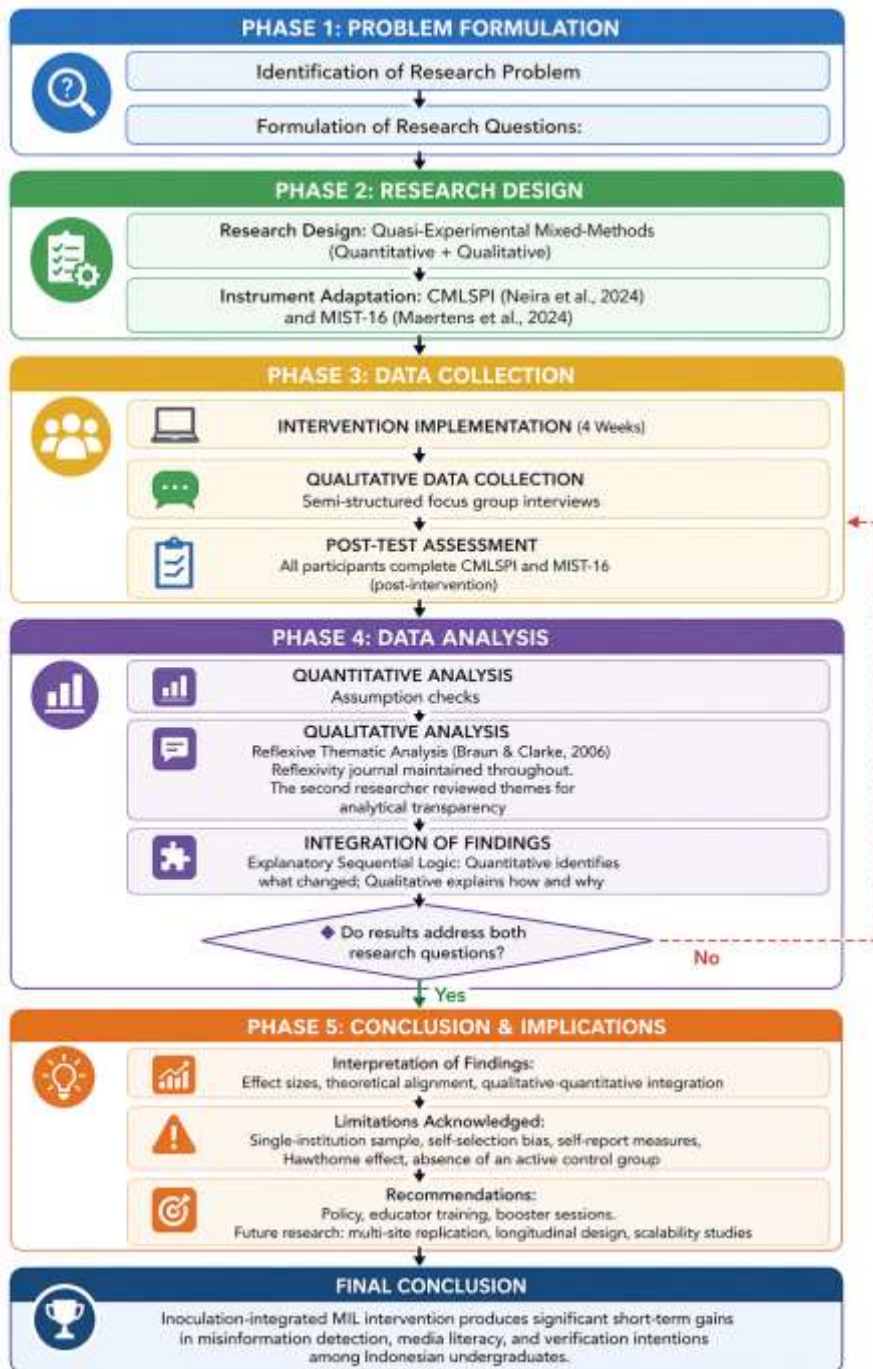 PHASE 1: PROBLEM FORMULATION
?
Identification of Research Problem
Formulation of Research Questions:
PHASE 2: RESEARCH DESIGN
Research Design: Quasi-Experimental Mixed-Methods
(Quantitative + Qualitative)
Instrument Adaptation: CMLSPI (Neira et al., 2024)
and MIST-16 (Maertens et al., 2024)
PHASE 3: DATA COLLECTION
INTERVENTION IMPLEMENTATION (4 Weeks)
QUALITATIVE DATA COLLECTION
Semi-structured focus group interviews
POST-TEST ASSESSMENT
All participants complete CMLSPI and MIST-16
(post-intervention)
PHASE 4: DATA ANALYSIS
QUANTITATIVE ANALYSIS
Assumption checks
QUALITATIVE ANALYSIS
Reflexive Thematic Analysis (Braun & Clarke, 2006)
Reflexivity journal maintained throughout.
The second researcher reviewed themes for
analytical transparency
INTEGRATION OF FINDINGS
Explanatory Sequential Logic: Quantitative identifies
what changed; Qualitative explains how and why
◆ Do results address both
research questions?
No
Yes
PHASE 5: CONCLUSION & IMPLICATIONS
Interpretation of Findings:
Effect sizes, theoretical alignment, qualitative-quantitative integration
Limitations Acknowledged:
Single-institution sample, self-selection bias, self-report measures,
Hawthorne effect, absence of an active control group
Recommendations:
Policy, educator training, booster sessions.
Future research: multi-site replication, longitudinal design, scalability studies
FINAL CONCLUSION
Inoculation-integrated MIL intervention produces significant short-term gains
in misinformation detection, media literacy, and verification intentions
among Indonesian undergraduates.